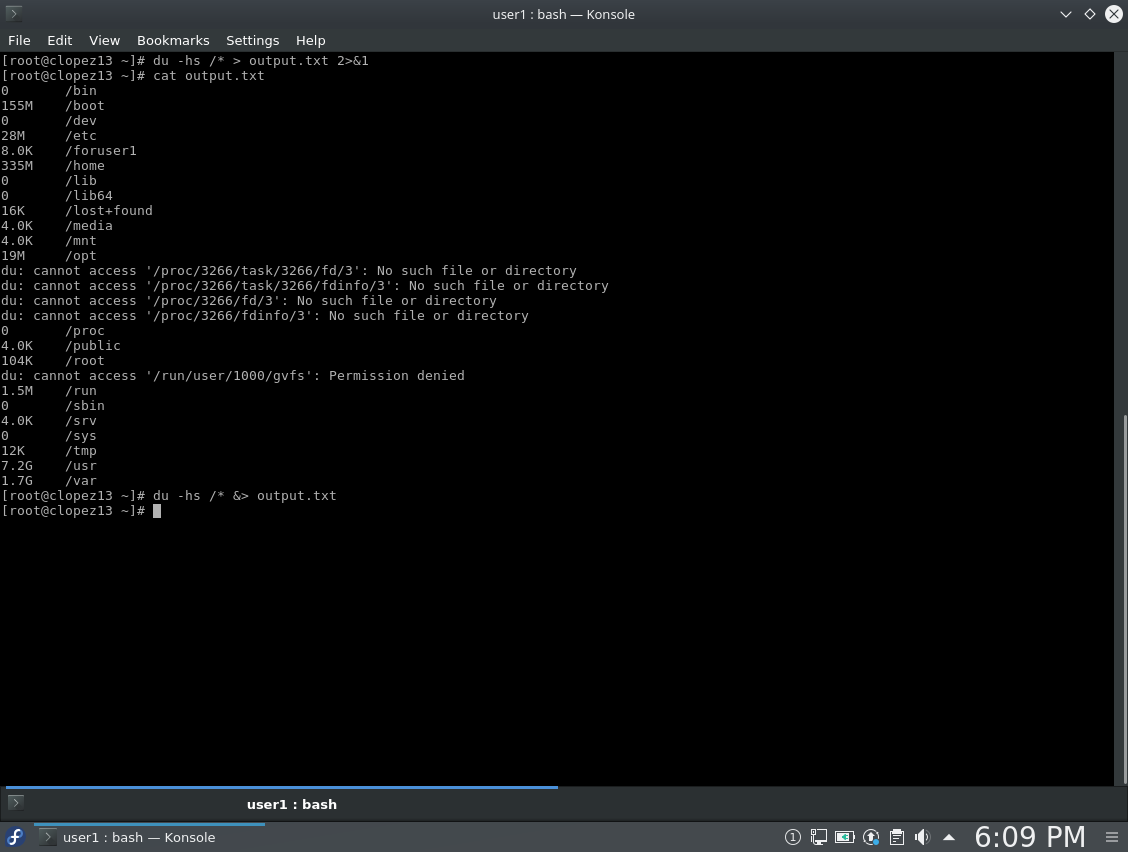 user1 : bash — Konsole
File Edit View Bookmarks Settings Help
[root@clopez13 ~]# du -hs /* > output.txt 2>&1
[root@clopez13 ~]# cat output.txt
0 /bin
155M /boot
0 /dev
28M /etc
8.0K /foruser1
335M /home
0 /lib
0 /lib64
16K /lost+found
4.0K /media
4.0K /mnt
19M /opt
du: cannot access '/proc/3266/task/3266/fd/3': No such file or directory
du: cannot access '/proc/3266/task/3266/fdinfo/3': No such file or directory
du: cannot access '/proc/3266/fd/3': No such file or directory
du: cannot access '/proc/3266/fdinfo/3': No such file or directory
0 /proc
4.0K /public
104K /root
du: cannot access '/run/user/1000/gvfs': Permission denied
1.5M /run
0 /sbin
4.0K /srv
0 /sys
12K /tmp
7.2G /usr
1.7G /var
[root@clopez13 ~]# du -hs /* &> output.txt
[root@clopez13 ~]#
user1 : bash
user1 : bash — Konsole 1 6:09 PM